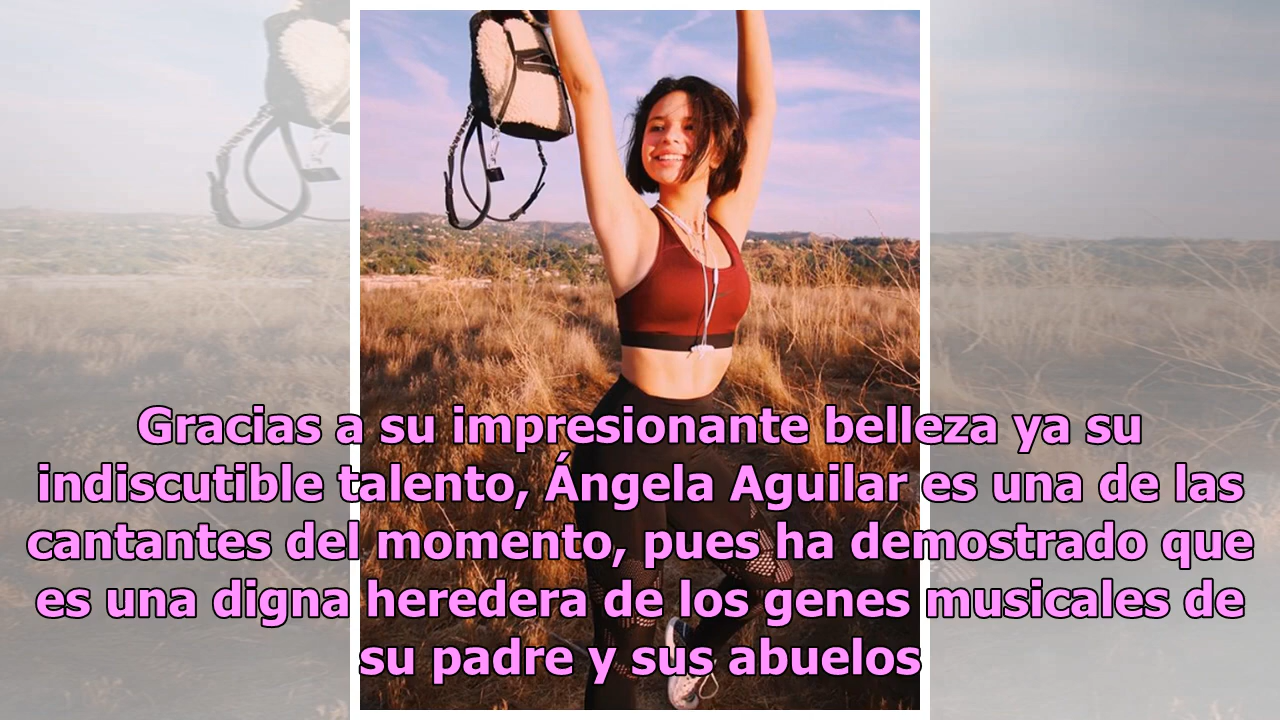 Gracias a su impresionante belleza ya su
indiscutible talento, Ángela Aguilar es una de las
cantantes del momento, pues ha demostrado que
es una digna heredera de los genes musicales de
su padre y sus abuelos